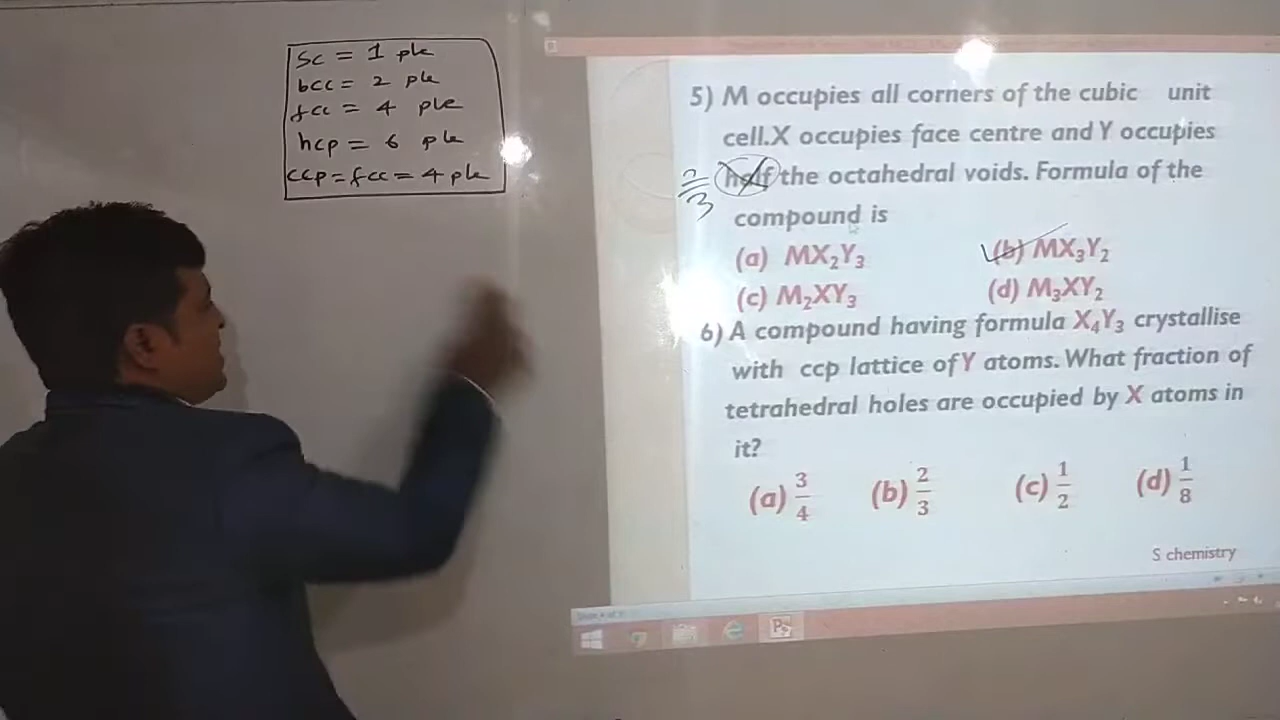 sc = 1 ple
bcc = 2 ple
fcc = 4 ple
hcp = 6 ple
ccp = fcc = 4 ple
5) M occupies all corners of the cubic unit
cell.X occupies face centre and Y occupies
2/3 half the octahedral voids. Formula of the
compound is
(a) MX₂Y₃ (b) MX₃Y₂
(c) M₂XY₃ (d) M₃XY₂
6) A compound having formula X₄Y₃ crystallise
with ccp lattice of Y atoms. What fraction of
tetrahedral holes are occupied by X atoms in
it?
(a) 3/4 (b) 2/3 (c) 1/2 (d) 1/8
S chemistry